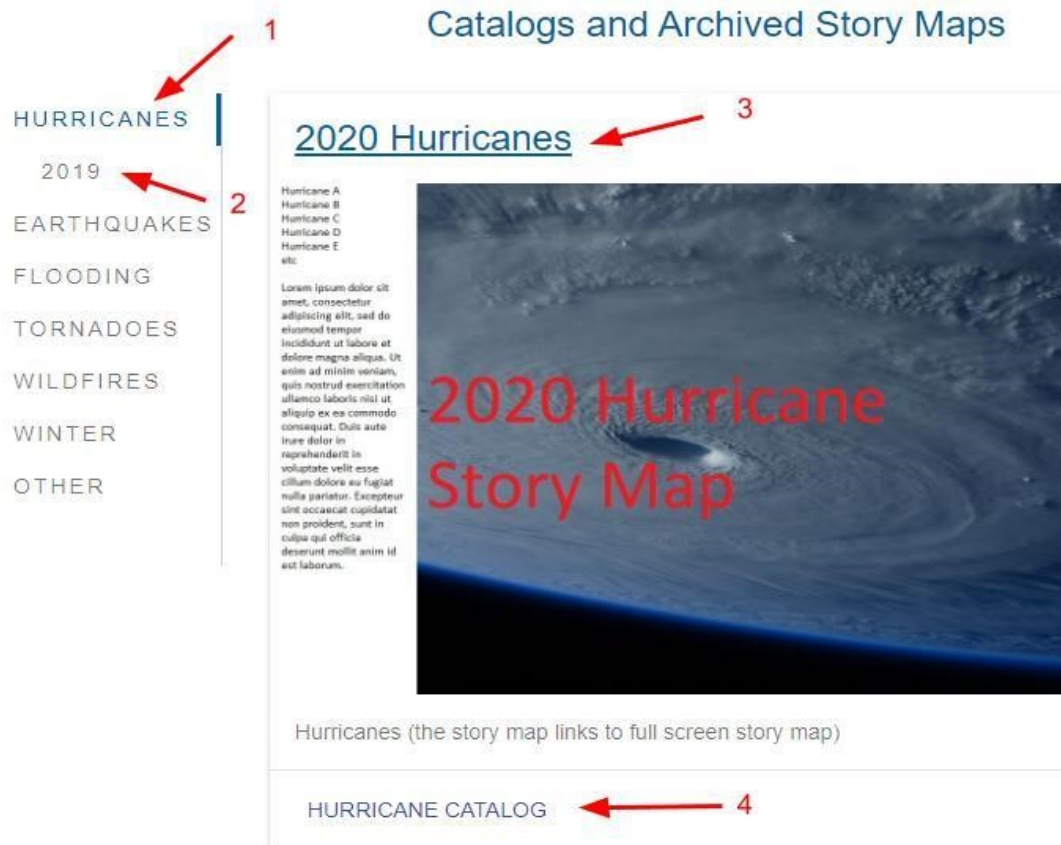 Catalogs and Archived Story Maps
1
HURRICANES
2019
2
EARTHQUAKES
FLOODING
TORNADOES
WILDFIRES
WINTER
OTHER
2020 Hurricanes
3
Hurricane A
Hurricane B
Hurricane C
Hurricane D
Hurricane E
etc
Lorem ipsum dolor sit
amet, consectetur
adipiscing elit, sed do
eiusmod tempor
incididunt ut labore et
dolore magna aliqua. Ut
enim ad minim veniam,
quis nostrud exercitation
ullamco laboris nisi ut
aliquip ex ea commodo
consequat. Duis aute
irure dolor in
reprehenderit in
voluptate velit esse
cillum dolore eu fugiat
nulla pariatur. Excepteur
sint occaecat cupidatat
non proident, sunt in
culpa qui officia
deserunt mollit anim id
est laborum.
2020 Hurricane
Story Map
Hurricanes (the story map links to full screen story map)
HURRICANE CATALOG
4